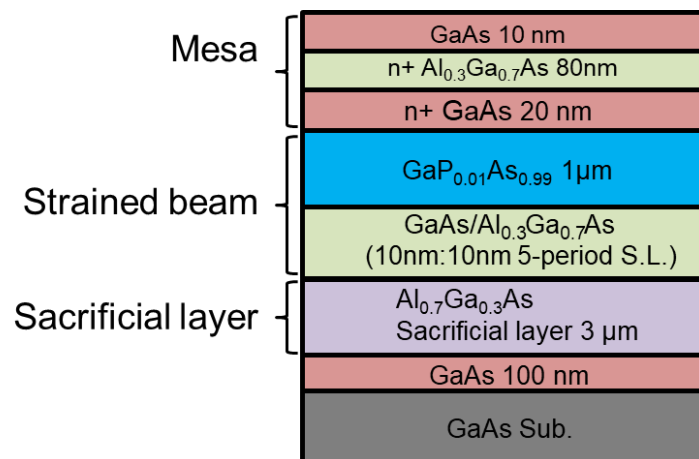 Mesa
GaAs 10 nm
n+ Al₀.₃Ga₀.₇As 80nm
n+ GaAs 20 nm
Strained beam
GaP₀.₀₁As₀.₉₉ 1µm
GaAs/Al₀.₃Ga₀.₇As
(10nm:10nm 5-period S.L.)
Sacrificial layer
Al₀.₇Ga₀.₃As
Sacrificial layer 3 µm
GaAs 100 nm
GaAs Sub.